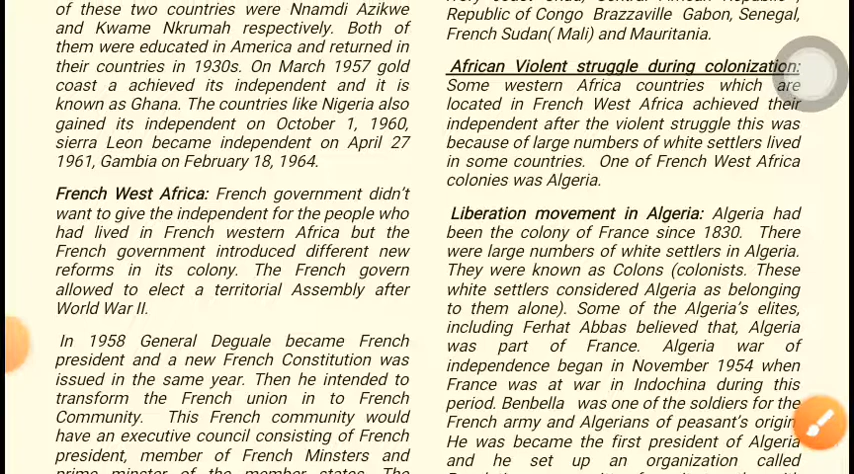 of these two countries were Nnamdi Azikwe
and Kwame Nkrumah respectively. Both of
them were educated in America and returned in
their countries in 1930s. On March 1957 gold
coast a achieved its independent and it is
known as Ghana. The countries like Nigeria also
gained its independent on October 1, 1960,
sierra Leon became independent on April 27
1961, Gambia on February 18, 1964.
French West Africa: French government didn't
want to give the independent for the people who
had lived in French western Africa but the
French government introduced different new
reforms in its colony. The French govern
allowed to elect a territorial Assembly after
World War II.
In 1958 General Deguale became French
president and a new French Constitution was
issued in the same year. Then he intended to
transform the French union in to French
Community. This French community would
have an executive council consisting of French
president, member of French Minsters and
prime minster of the member states. The
Republic of Congo Brazzaville Gabon, Senegal,
French Sudan( Mali) and Mauritania.
African Violent struggle during colonization:
Some western Africa countries which are
located in French West Africa achieved their
independent after the violent struggle this was
because of large numbers of white settlers lived
in some countries. One of French West Africa
colonies was Algeria.
Liberation movement in Algeria: Algeria had
been the colony of France since 1830. There
were large numbers of white settlers in Algeria.
They were known as Colons (colonists. These
white settlers considered Algeria as belonging
to them alone). Some of the Algeria's elites,
including Ferhat Abbas believed that, Algeria
was part of France. Algeria war of
independence began in November 1954 when
France was at war in Indochina during this
period. Benbella was one of the soldiers for the
French army and Algerians of peasant's origin
He was became the first president of Algeria
and he set up an organization called